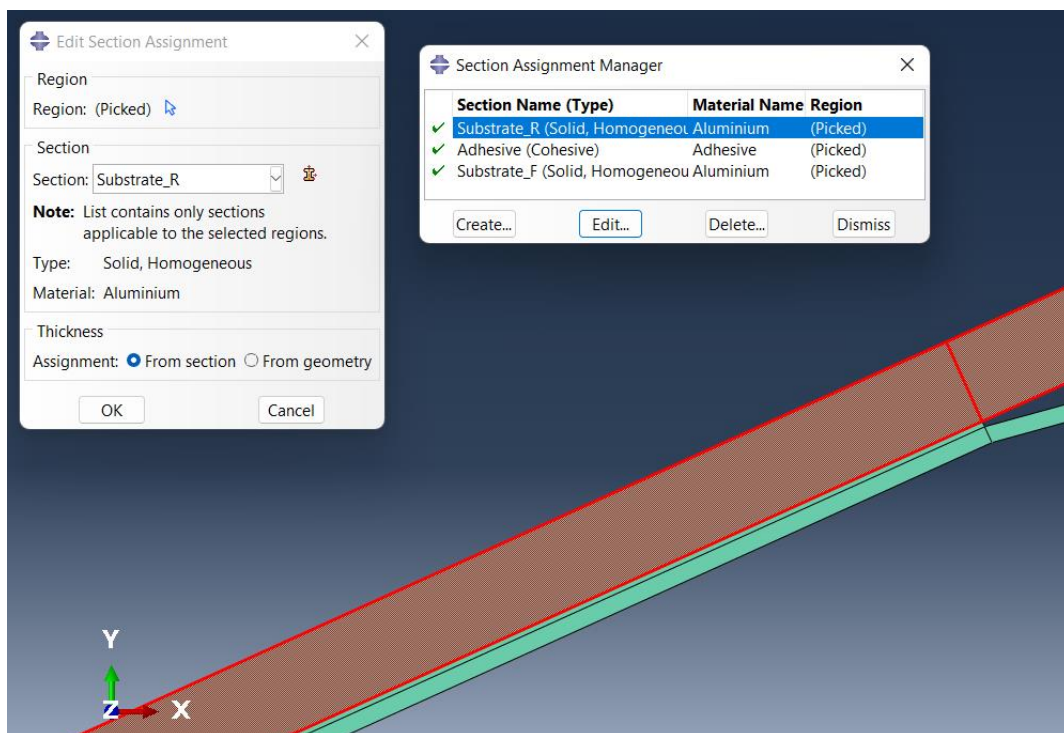 Edit Section Assignment
Region
Region: (Picked)
Section
Section: Substrate_R
Note: List contains only sections
applicable to the selected regions.
Type: Solid, Homogeneous
Material: Aluminium
Thickness
Assignment: From section From geometry
OK Cancel
Section Assignment Manager
Section Name (Type) Material Name Region
Substrate_R (Solid, Homogeneou Aluminium (Picked)
Adhesive (Cohesive) Adhesive (Picked)
Substrate_F (Solid, Homogeneou Aluminium (Picked)
Create... Edit... Delete... Dismiss
Y
Z X